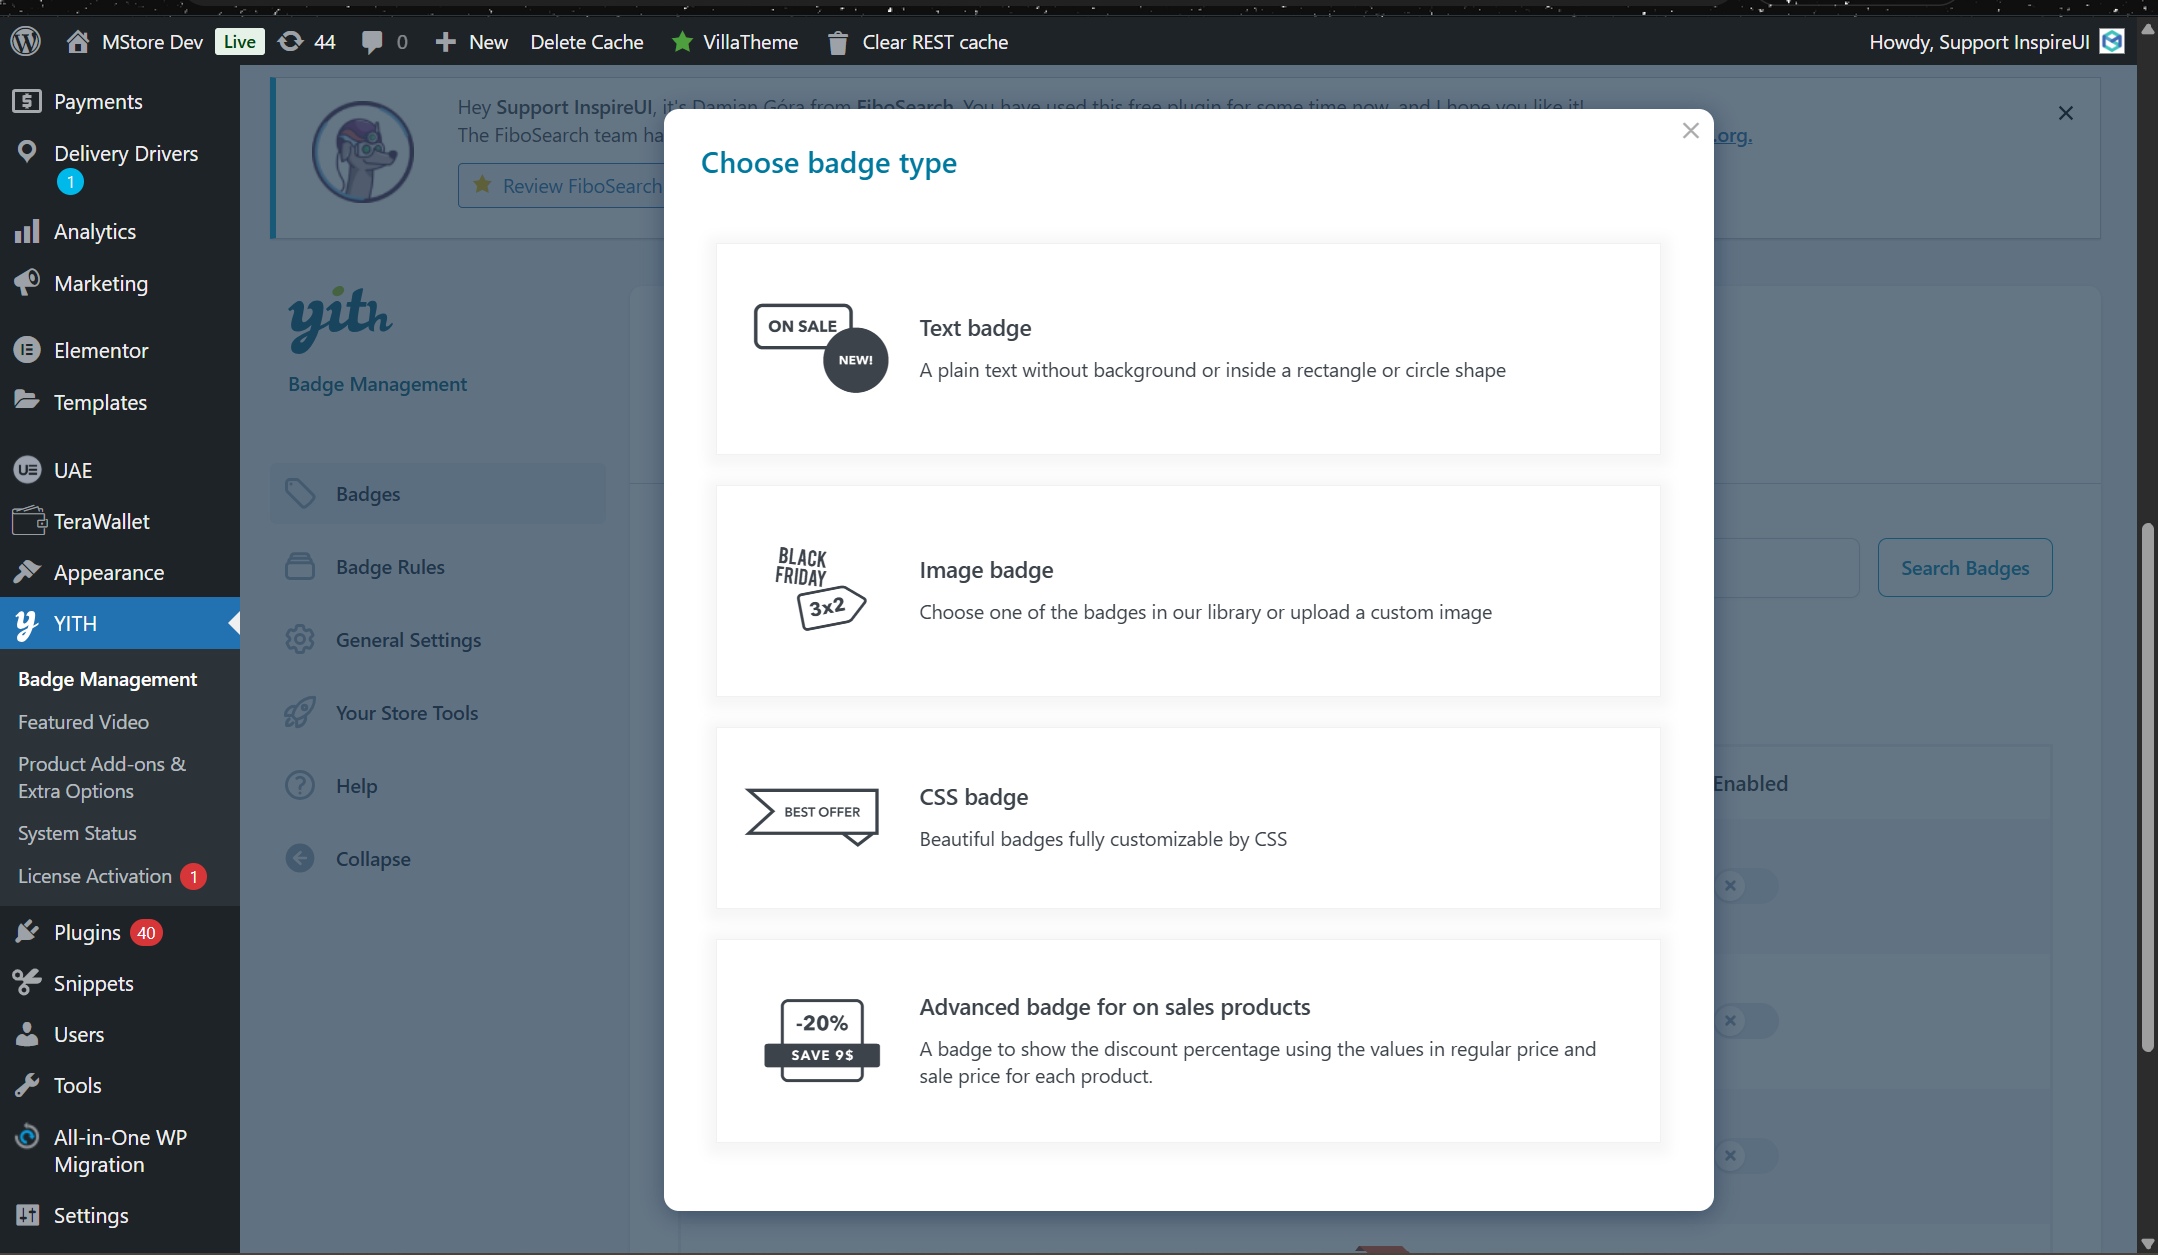 MStore Dev Live 44 0 New Delete Cache VillaTheme Clear REST cache Howdy, Support InspireUI
Payments
Delivery Drivers
1
Analytics
Marketing
Elementor
Templates
UAE
TeraWallet
Appearance
YITH
Badge Management
Featured Video
Product Add-ons &
Extra Options
System Status
License Activation 1
Plugins 40
Snippets
Users
Tools
All-in-One WP
Migration
Settings
Hey Support InspireUI, it's Damian Góra from FiboSearch. You have used this free plugin for some time now, and I hope you like it!
The FiboSearch team ha
.org.
Review FiboSearch
yith
Badge Management
Badges
Badge Rules
General Settings
Your Store Tools
Help
Collapse
Search Badges
Enabled
Choose badge type
ON SALE
NEW!
Text badge
A plain text without background or inside a rectangle or circle shape
BLACK
FRIDAY
3x2
Image badge
Choose one of the badges in our library or upload a custom image
BEST OFFER
CSS badge
Beautiful badges fully customizable by CSS
-20%
SAVE 9$
Advanced badge for on sales products
A badge to show the discount percentage using the values in regular price and
sale price for each product.